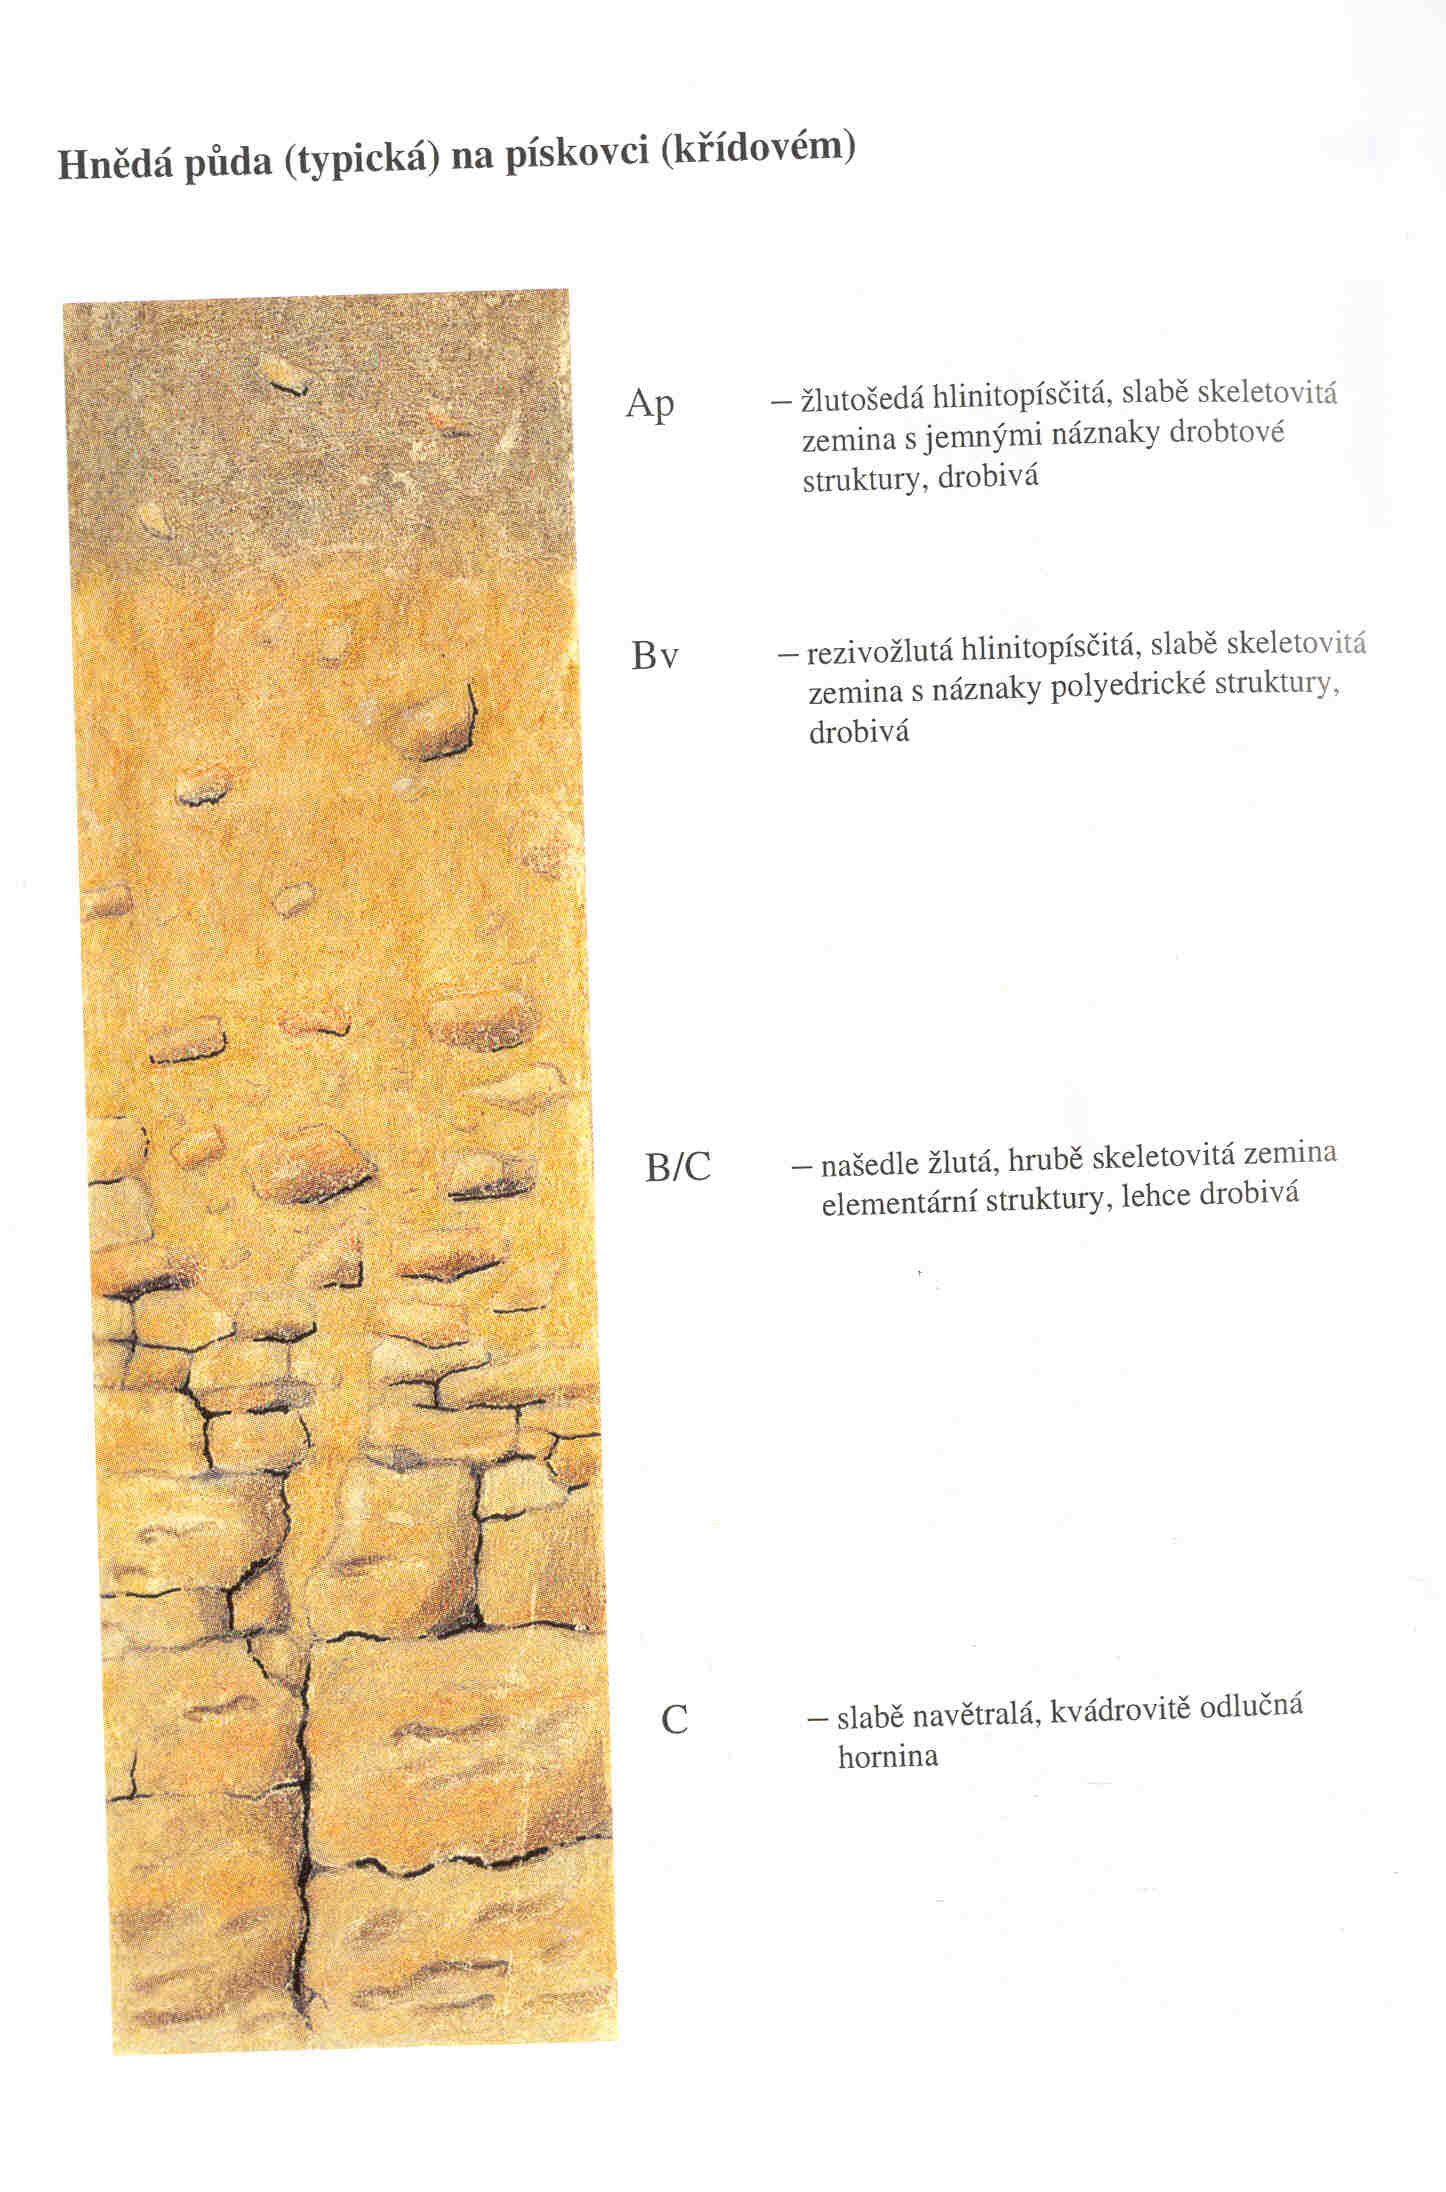 Hnědá půda (typická) na pískovci (křídovém)
Ap – žlutošedá hlinitopísčitá, slabě skeletovitá
zemina s jemnými náznaky drobtové
struktury, drobivá
Bv – rezivožlutá hlinitopísčitá, slabě skeletovitá
zemina s náznaky polyedrické struktury,
drobivá
B/C – našedle žlutá, hrubě skeletovitá zemina
elementární struktury, lehce drobivá
C – slabě navětralá, kvádrovitě odlučná
hornina